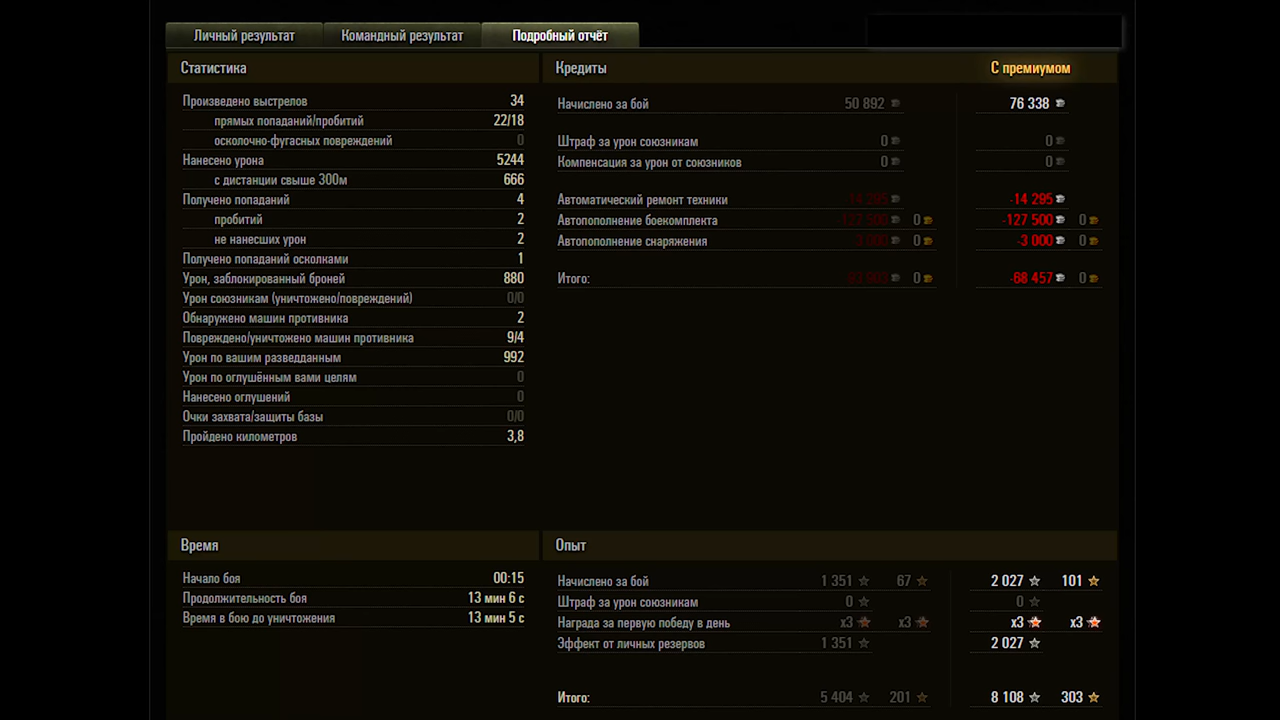 Личный результат Командный результат Подробный отчёт
Статистика
Произведено выстрелов 34
прямых попаданий/пробитий 22/18
осколочно-фугасных повреждений 0
Нанесено урона 5244
с дистанции свыше 300м 666
Получено попаданий 4
пробитий 2
не нанесших урон 2
Получено попаданий осколками 1
Урон, заблокированный броней 880
Урон союзникам (уничтожено/повреждений) 0/0
Обнаружено машин противника 2
Повреждено/уничтожено машин противника 9/4
Урон по вашим разведданным 992
Урон по оглушённым вами целям 0
Нанесено оглушений 0
Очки захвата/защиты базы 0/0
Пройдено километров 3,8
Кредиты С премиумом
Начислено за бой 50 892 76 338
Штраф за урон союзникам 0 0
Компенсация за урон от союзников 0 0
Автоматический ремонт техники -14 295 -14 295
Автопополнение боекомплекта -127 500 0 -127 500 0
Автопополнение снаряжения -3 000 0 -3 000 0
Итого: -93 903 0 -68 457 0
Время
Начало боя 00:15
Продолжительность боя 13 мин 6 с
Время в бою до уничтожения 13 мин 5 с
Опыт
Начислено за бой 1 351 67 2 027 101
Штраф за урон союзникам 0 0
Награда за первую победу в день x3 x3 x3 x3
Эффект от личных резервов 1 351 2 027
Итого: 5 404 201 8 108 303